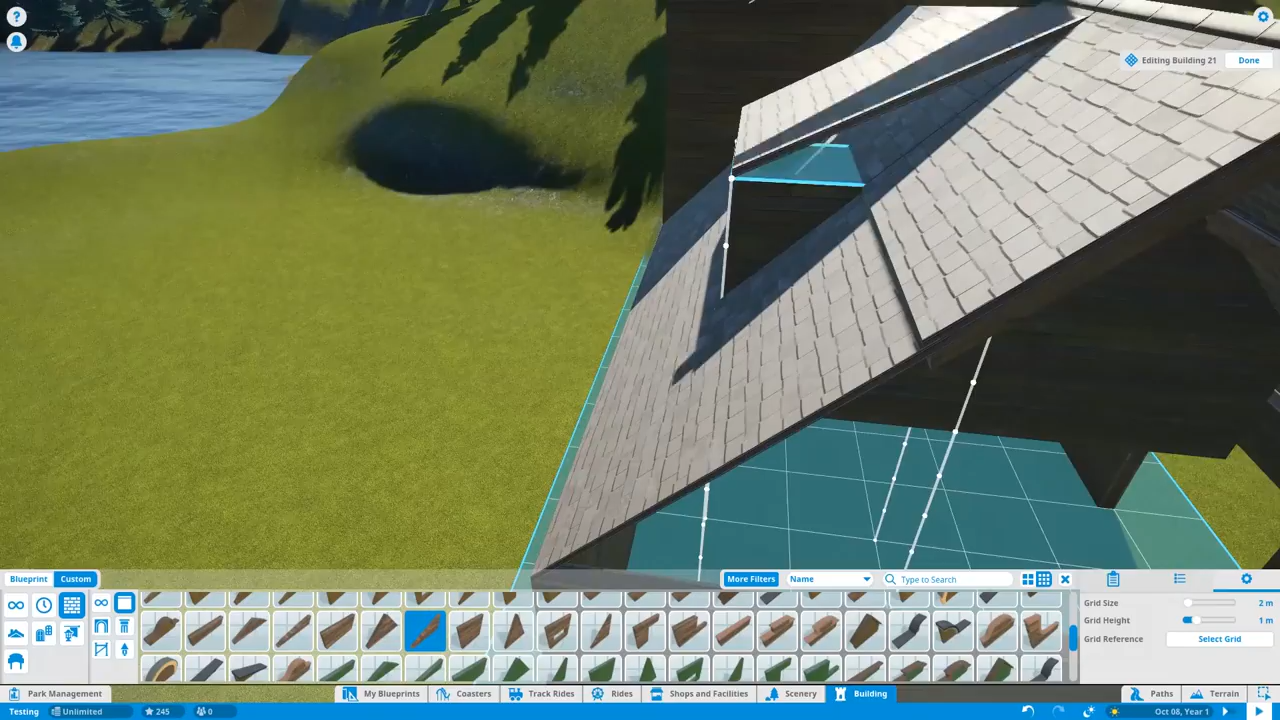 ?
Editing Building 21
Done
Blueprint
Custom
More Filters
Name
Type to Search
Grid Size
2 m
Grid Height
1 m
Grid Reference
Select Grid
Park Management
My Blueprints
Coasters
Track Rides
Rides
Shops and Facilities
Scenery
Building
Paths
Terrain
Testing
Unlimited
245
0
Oct 08, Year 1